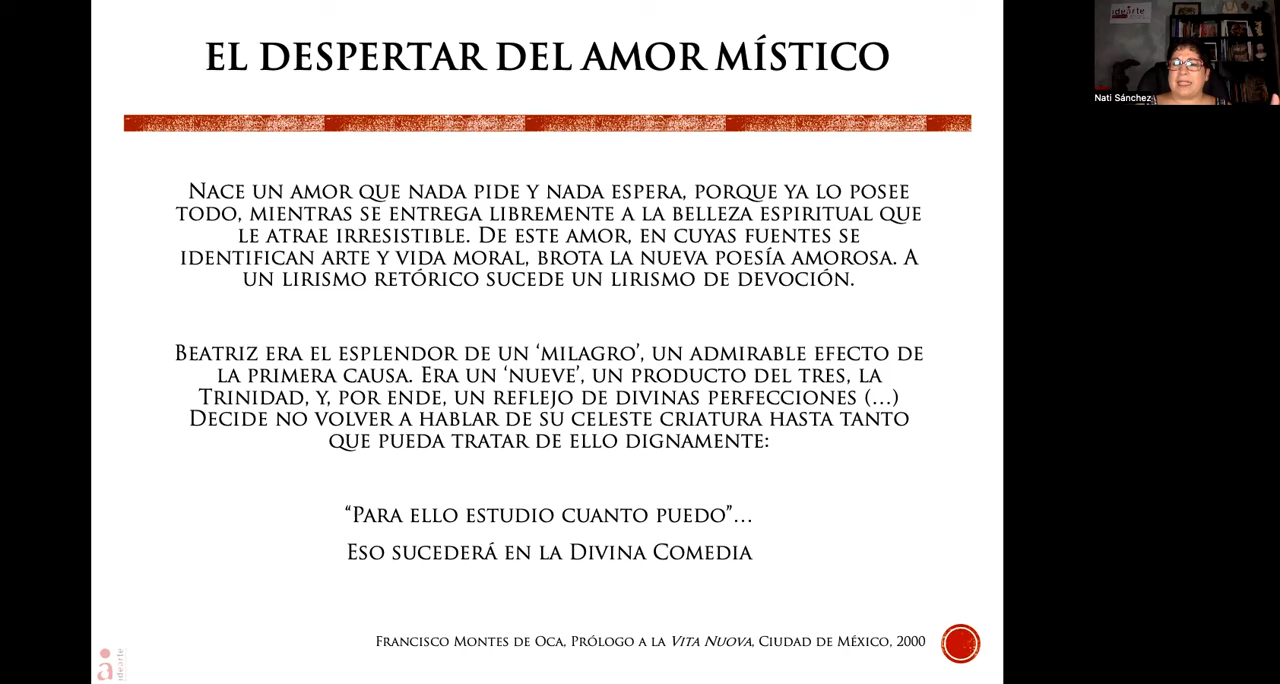 EL DESPERTAR DEL AMOR MÍSTICO
idearte
Nati Sánchez
NACE UN AMOR QUE NADA PIDE Y NADA ESPERA, PORQUE YA LO POSEE
TODO, MIENTRAS SE ENTREGA LIBREMENTE A LA BELLEZA ESPIRITUAL QUE
LE ATRAE IRRESISTIBLE. DE ESTE AMOR, EN CUYAS FUENTES SE
IDENTIFICAN ARTE Y VIDA MORAL, BROTA LA NUEVA POESÍA AMOROSA. A
UN LIRISMO RETÓRICO SUCEDE UN LIRISMO DE DEVOCIÓN.
BEATRIZ ERA EL ESPLENDOR DE UN ‘MILAGRO’, UN ADMIRABLE EFECTO DE
LA PRIMERA CAUSA. ERA UN ‘NUEVE’, UN PRODUCTO DEL TRES, LA
TRINIDAD, Y, POR ENDE, UN REFLEJO DE DIVINAS PERFECCIONES (…)
DECIDE NO VOLVER A HABLAR DE SU CELESTE CRIATURA HASTA TANTO
QUE PUEDA TRATAR DE ELLO DIGNAMENTE:
“PARA ELLO ESTUDIO CUANTO PUEDO”…
ESO SUCEDERÁ EN LA DIVINA COMEDIA
FRANCISCO MONTES DE OCA, PRÓLOGO A LA VITA NUOVA, CIUDAD DE MÉXICO, 2000
a idearte